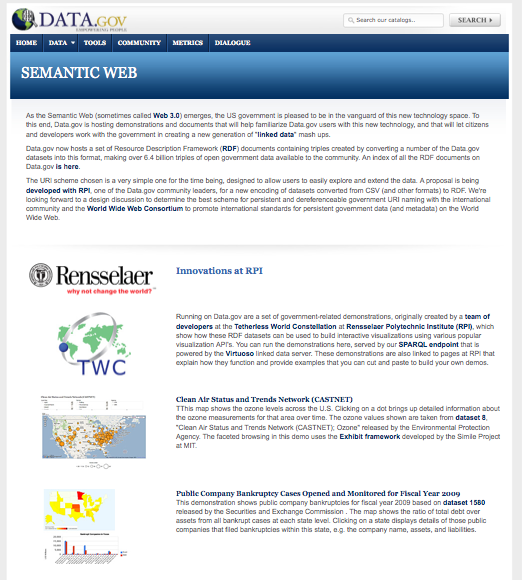 DATA.GOV
EMPOWERING PEOPLE
Search our catalogs..
SEARCH
HOME DATA TOOLS COMMUNITY METRICS DIALOGUE
SEMANTIC WEB
As the Semantic Web (sometimes called Web 3.0) emerges, the US government is pleased to be in the vanguard of this new technology space. To
this end, Data.gov is hosting demonstrations and documents that will help familiarize Data.gov users with this new technology, and that will let citizens
and developers work with the government in creating a new generation of "linked data" mash ups.
Data.gov now hosts a set of Resource Description Framework (RDF) documents containing triples created by converting a number of the Data.gov
datasets into this format, making over 6.4 billion triples of open government data available to the community. An index of all the RDF documents on
Data.gov is here.
The URI scheme chosen is a very simple one for the time being, designed to allow users to easily explore and extend the data. A proposal is being
developed with RPI, one of the Data.gov community leaders, for a new encoding of datasets converted from CSV (and other formats) to RDF. We're
looking forward to a design discussion to determine the best scheme for persistent and dereferenceable government URI naming with the international
community and the World Wide Web Consortium to promote international standards for persistent government data (and metadata) on the World
Wide Web.
Rensselaer
why not change the world?®
Innovations at RPI
TWC
Running on Data.gov are a set of government-related demonstrations, originally created by a team of
developers at the Tetherless World Constellation at Rensselaer Polytechnic Institute (RPI), which
show how these RDF datasets can be used to build interactive visualizations using various popular
visualization API's. You can run the demonstrations here, served by our SPARQL endpoint that is
powered by the Virtuoso linked data server. These demonstrations are also linked to pages at RPI that
explain how they function and provide examples that you can cut and paste to build your own demos.
Clean Air Status and Trends Network (CASTNET)
TThis map shows the ozone levels across the U.S. Clicking on a dot brings up detailed information about
the ozone measurements for that area over time. The ozone values shown are taken from dataset 8,
"Clean Air Status and Trends Network (CASTNET); Ozone" released by the Environmental Protection
Agency. The faceted browsing in this demo uses the Exhibit framework developed by the Simile Project
at MIT.
Public Company Bankruptcy Cases Opened and Monitored for Fiscal Year 2009
This demonstration shows public company bankruptcies for fiscal year 2009 based on dataset 1580
released by the Securities and Exchange Commission . The map shows the ratio of total debt over
assets from all bankrupt cases at each state level. Clicking on a state displays details of those public
companies that filed bankruptcies within this state, e.g. the company name, assets, and liabilities.